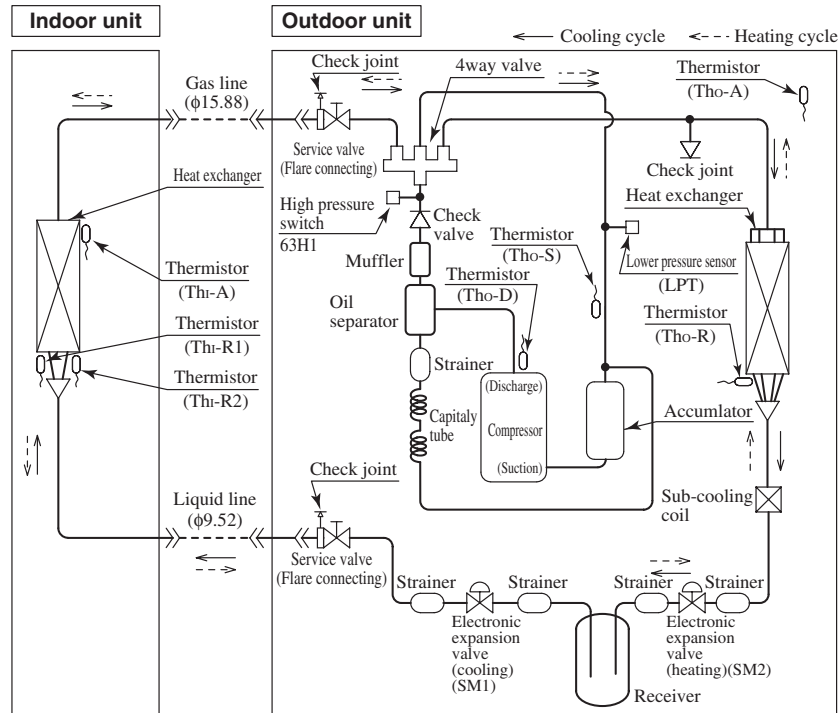 Indoor unit
Outdoor unit
Cooling cycle
Heating cycle
Check joint
4way valve
Thermistor
(Tho-A)
Gas line
(ϕ15.88)
Service valve
(Flare connecting)
Check joint
Heat exchanger
Heat exchanger
High pressure
switch
63H1
Check
valve
Thermistor
(Tho-S)
Lower pressure sensor
(LPT)
Thermistor
(Thi-A)
Muffler
Thermistor
(Tho-D)
Oil separator
Thermistor
(Tho-R)
Thermistor
(Thi-R1)
Thermistor
(Thi-R2)
Strainer
(Discharge)
Capitaly
tube
Compressor
Accumlator
(Suction)
Check joint
Liquid line
(ϕ9.52)
Sub-cooling
coil
Service valve
(Flare connecting)
Strainer
Strainer
Strainer
Strainer
Electronic
expansion
valve
(cooling)
(SM1)
Electronic
expansion
valve
(heating)(SM2)
Receiver